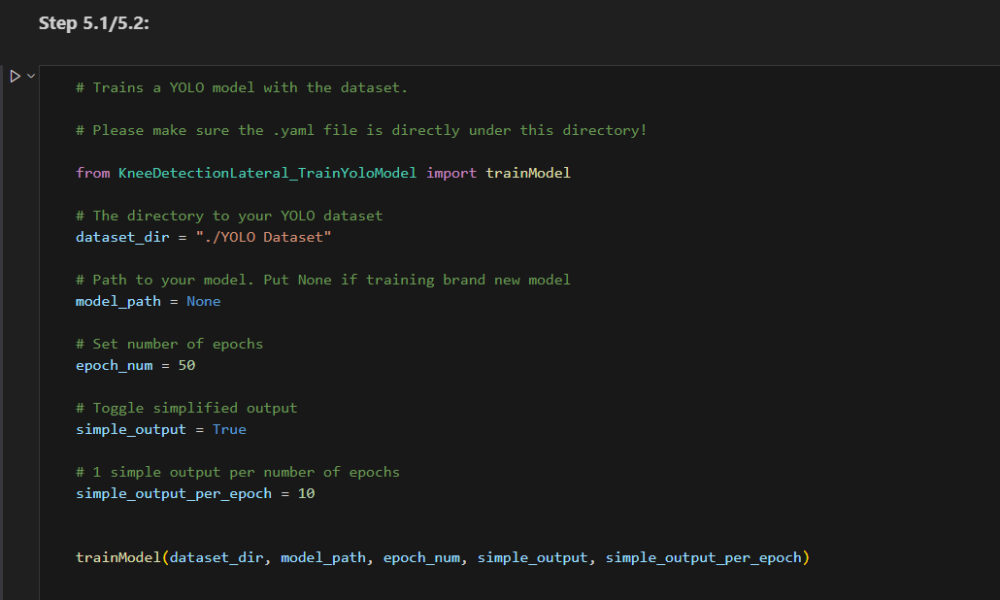 Step 5.1/5.2:
# Trains a YOLO model with the dataset.
# Please make sure the .yaml file is directly under this directory!
from KneeDetectionLateral_TrainYoloModel import trainModel
# The directory to your YOLO dataset
dataset_dir = "./YOLO Dataset"
# Path to your model. Put None if training brand new model
model_path = None
# Set number of epochs
epoch_num = 50
# Toggle simplified output
simple_output = True
# 1 simple output per number of epochs
simple_output_per_epoch = 10
trainModel(dataset_dir, model_path, epoch_num, simple_output, simple_output_per_epoch)